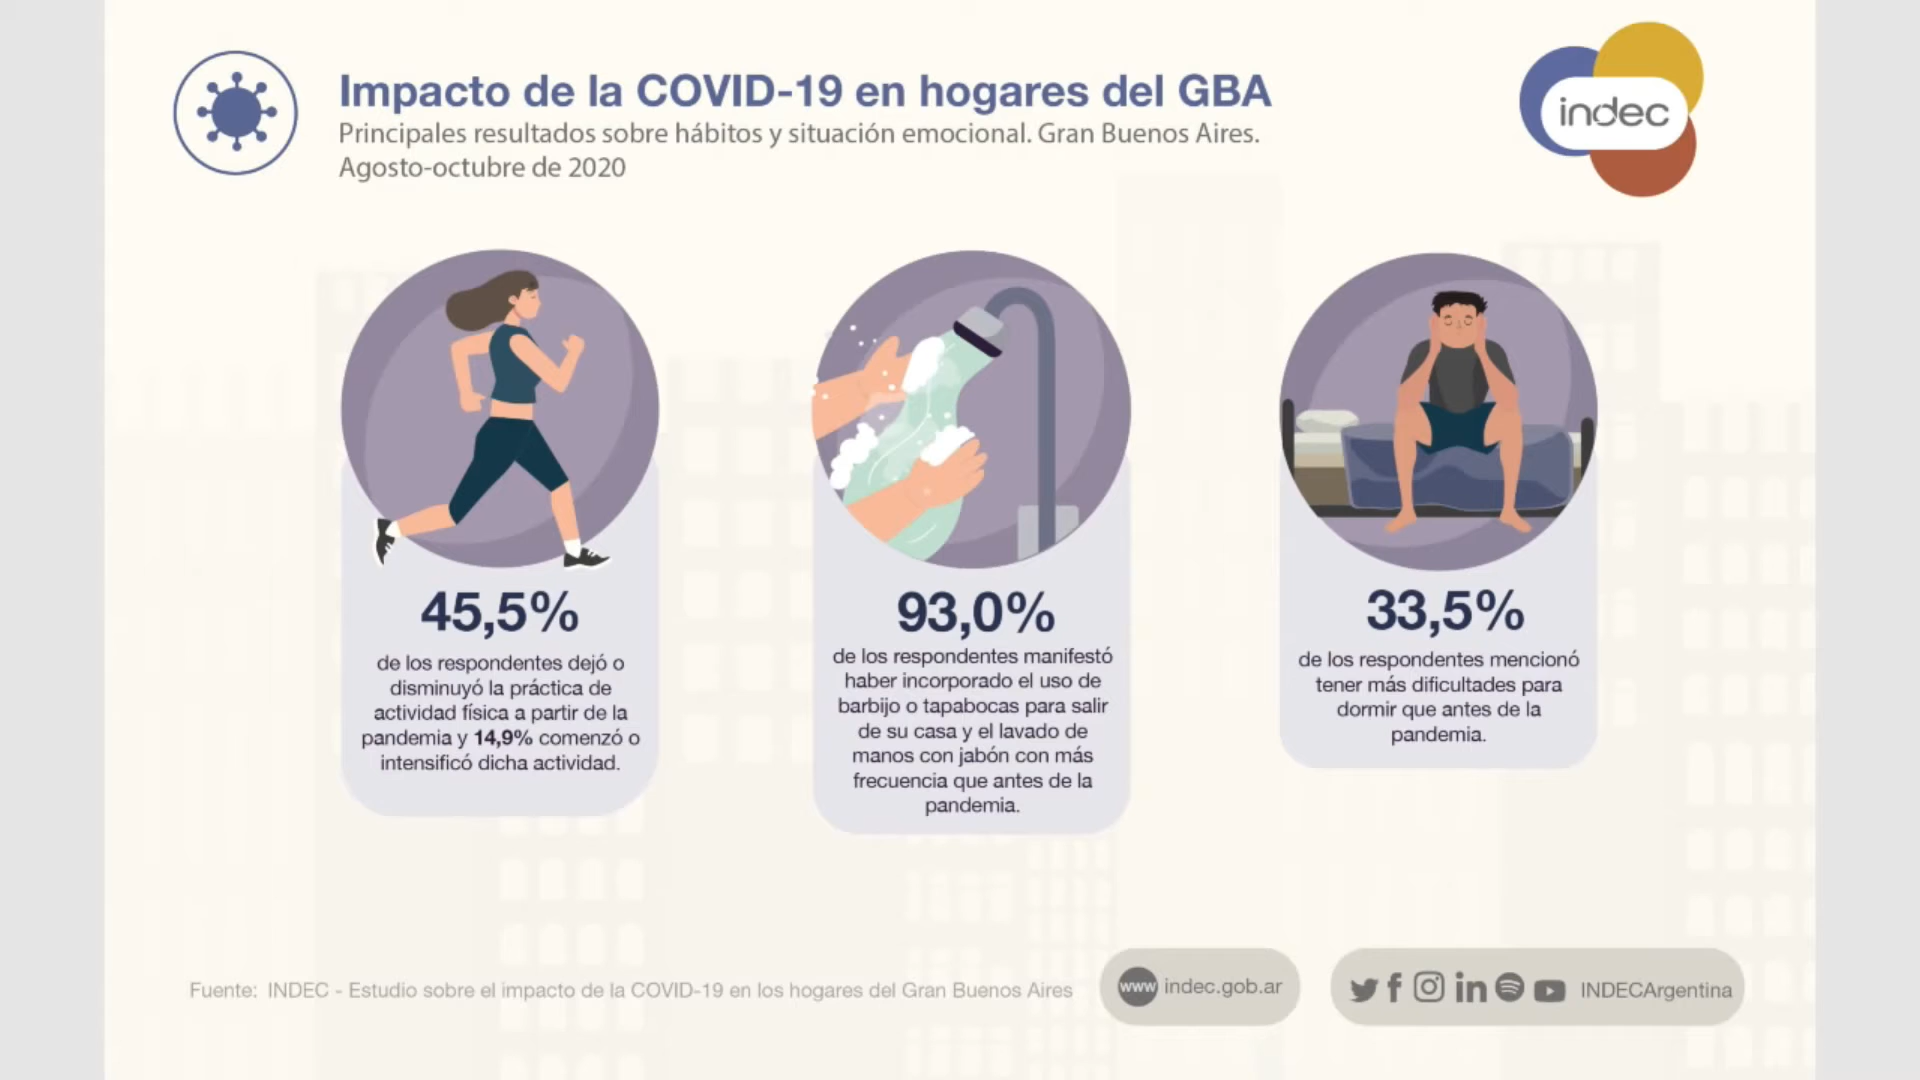 Impacto de la COVID-19 en hogares del GBA
Principales resultados sobre hábitos y situación emocional. Gran Buenos Aires.
Agosto-octubre de 2020
indec
45,5%
de los respondentes dejó o
disminuyó la práctica de
actividad física a partir de la
pandemia y 14,9% comenzó o
intensificó dicha actividad.
93,0%
de los respondentes manifestó
haber incorporado el uso de
barbijo o tapabocas para salir
de su casa y el lavado de
manos con jabón con más
frecuencia que antes de la
pandemia.
33,5%
de los respondentes mencionó
tener más dificultades para
dormir que antes de la
pandemia.
Fuente: INDEC - Estudio sobre el impacto de la COVID-19 en los hogares del Gran Buenos Aires
www indec.gob.ar
INDECArgentina